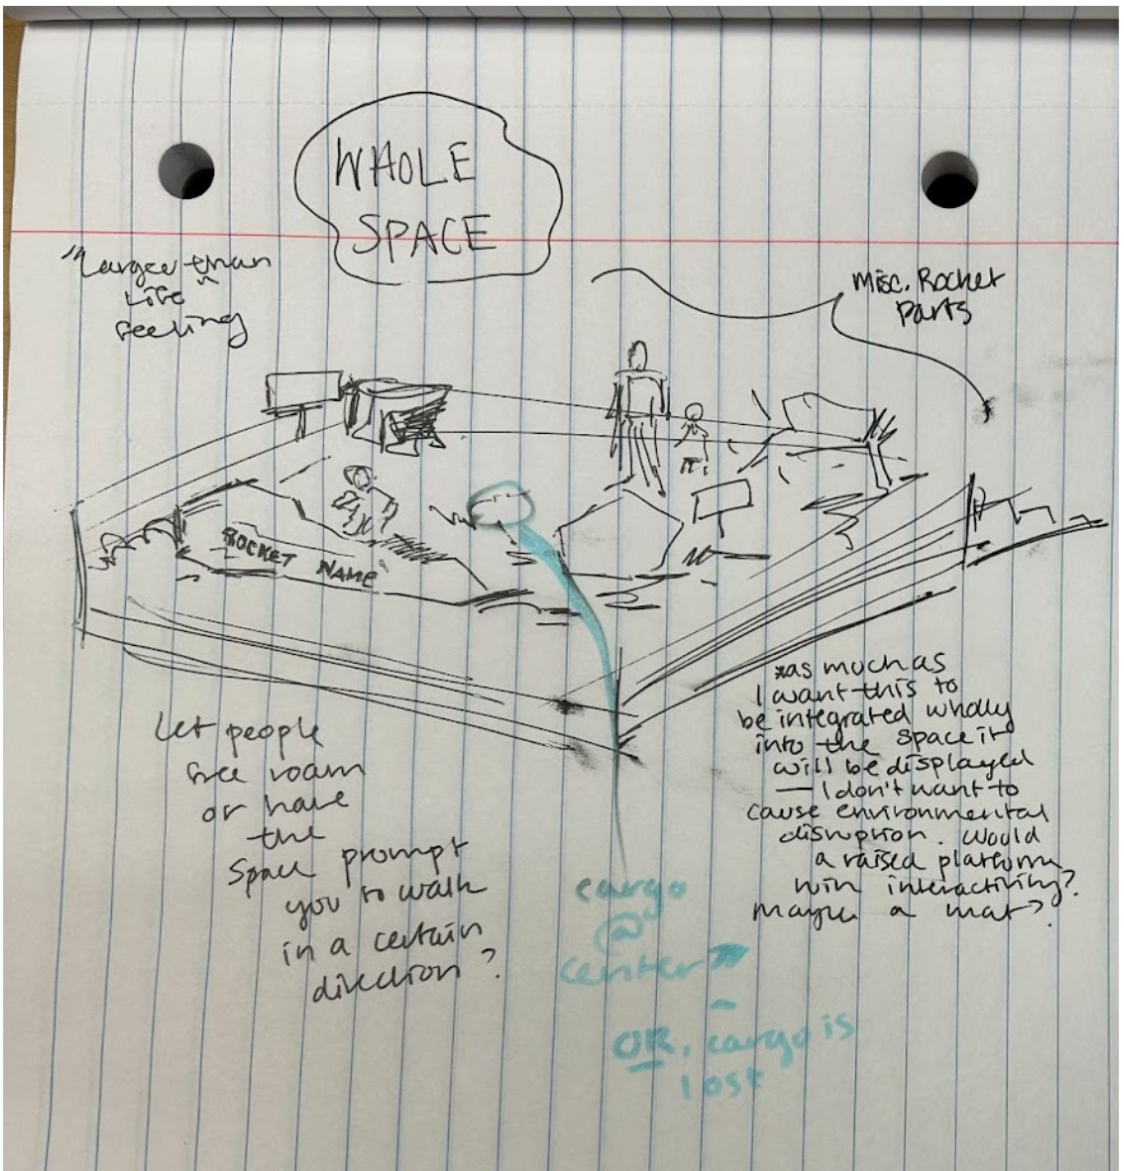 WHOLE
SPACE
"Larger than
Life"
feeling
Misc. Rocket
Parts
ROCKET NAME
Let people
free roam
or have
the
space prompt
you to walk
in a certain
direction?
*as much as
I want this to
be integrated wholly
into the space it
will be displayed
— I don't want to
cause environmental
disruption. Would
a raised platform
ruin interactivity?
Maybe a mat?
cargo
@
center
-
OR, cargo is
lost